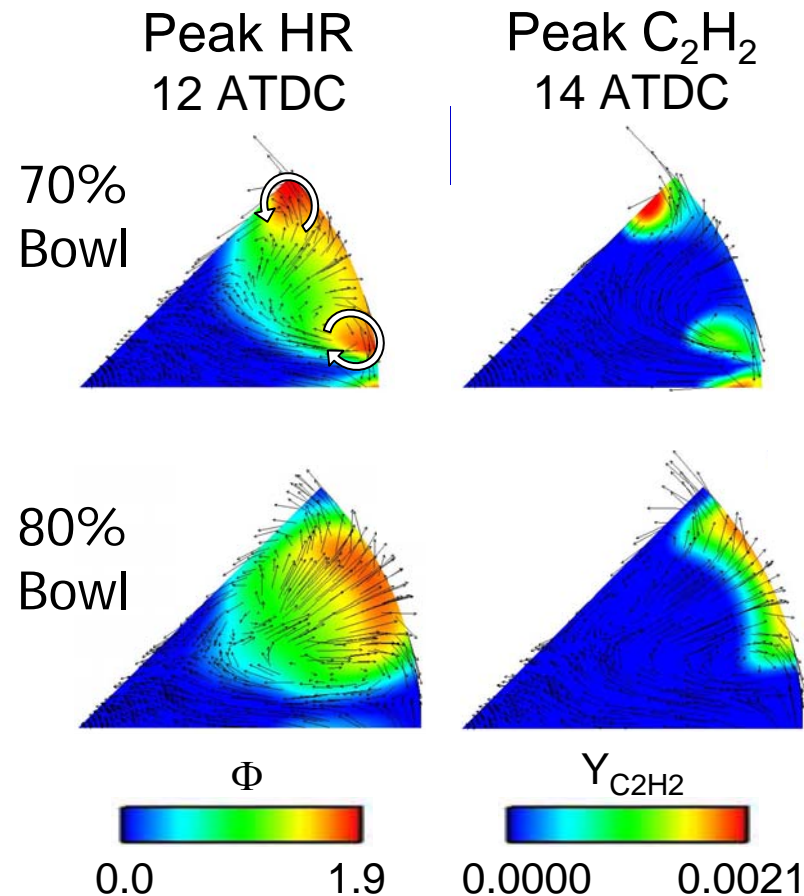 Peak HR
12 ATDC
Peak C₂H₂
14 ATDC
70%
Bowl
80%
Bowl
Φ
0.0 1.9
Y_C2H2
0.0000 0.0021